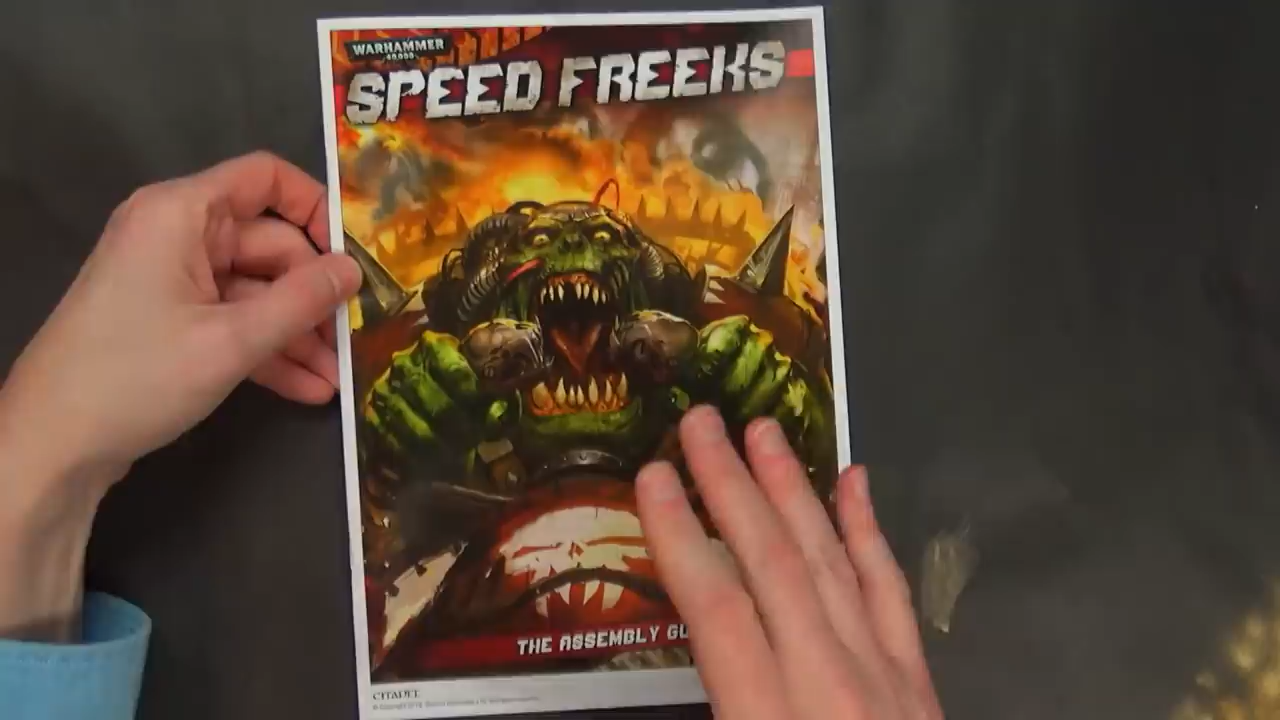 WARHAMMER
40,000
SPEED FREEKS
THE ASSEMBLY GU
CITADEL